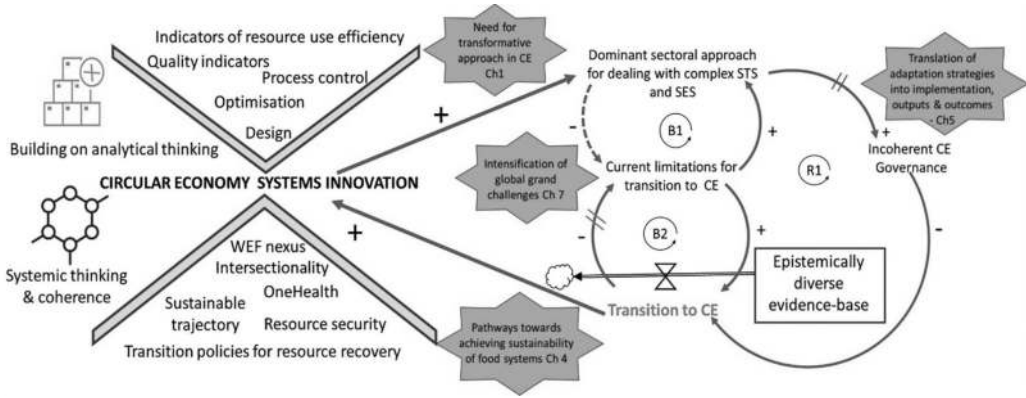 Indicators of resource use efficiency
Quality indicators
Process control
Optimisation
Design
Building on analytical thinking
CIRCULAR ECONOMY SYSTEMS INNOVATION
Systemic thinking
& coherence
WEF nexus
Intersectionality
OneHealth
Sustainable
trajectory
Resource security
Transition policies for resource recovery
+
+
Need for
transformative
approach in CE
Ch1
Intensification of
global grand
challenges Ch 7
Pathways towards
achieving sustainability
of food systems Ch 4
Dominant sectoral approach
for dealing with complex STS
and SES
-
B1
+
Current limitations for
transition to CE
-
B2
+
Transition to CE
R1
Translation of
adaptation strategies
into implementation,
outputs & outcomes
- Ch5
+
Incoherent CE
Governance
-
Epistemically
diverse
evidence-base